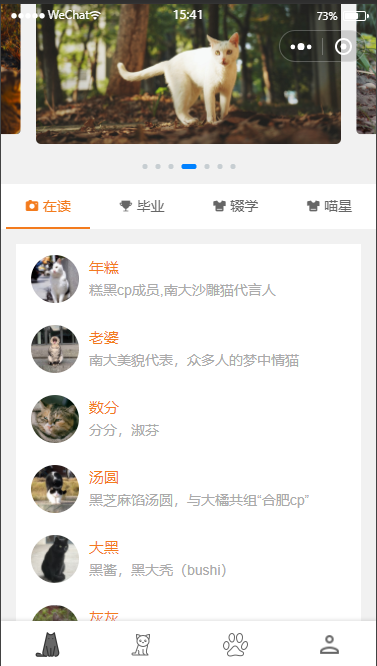 WeChat 15:41 73%
在读 毕业 辍学 喵星
年糕
糕黑cp成员,南大沙雕猫代言人
老婆
南大美貌代表，众多人的梦中情猫
数分
分分，淑芬
汤圆
黑芝麻馅汤圆，与大橘共组“合肥cp”
大黑
黑酱，黑大秃（bushi）
灰灰